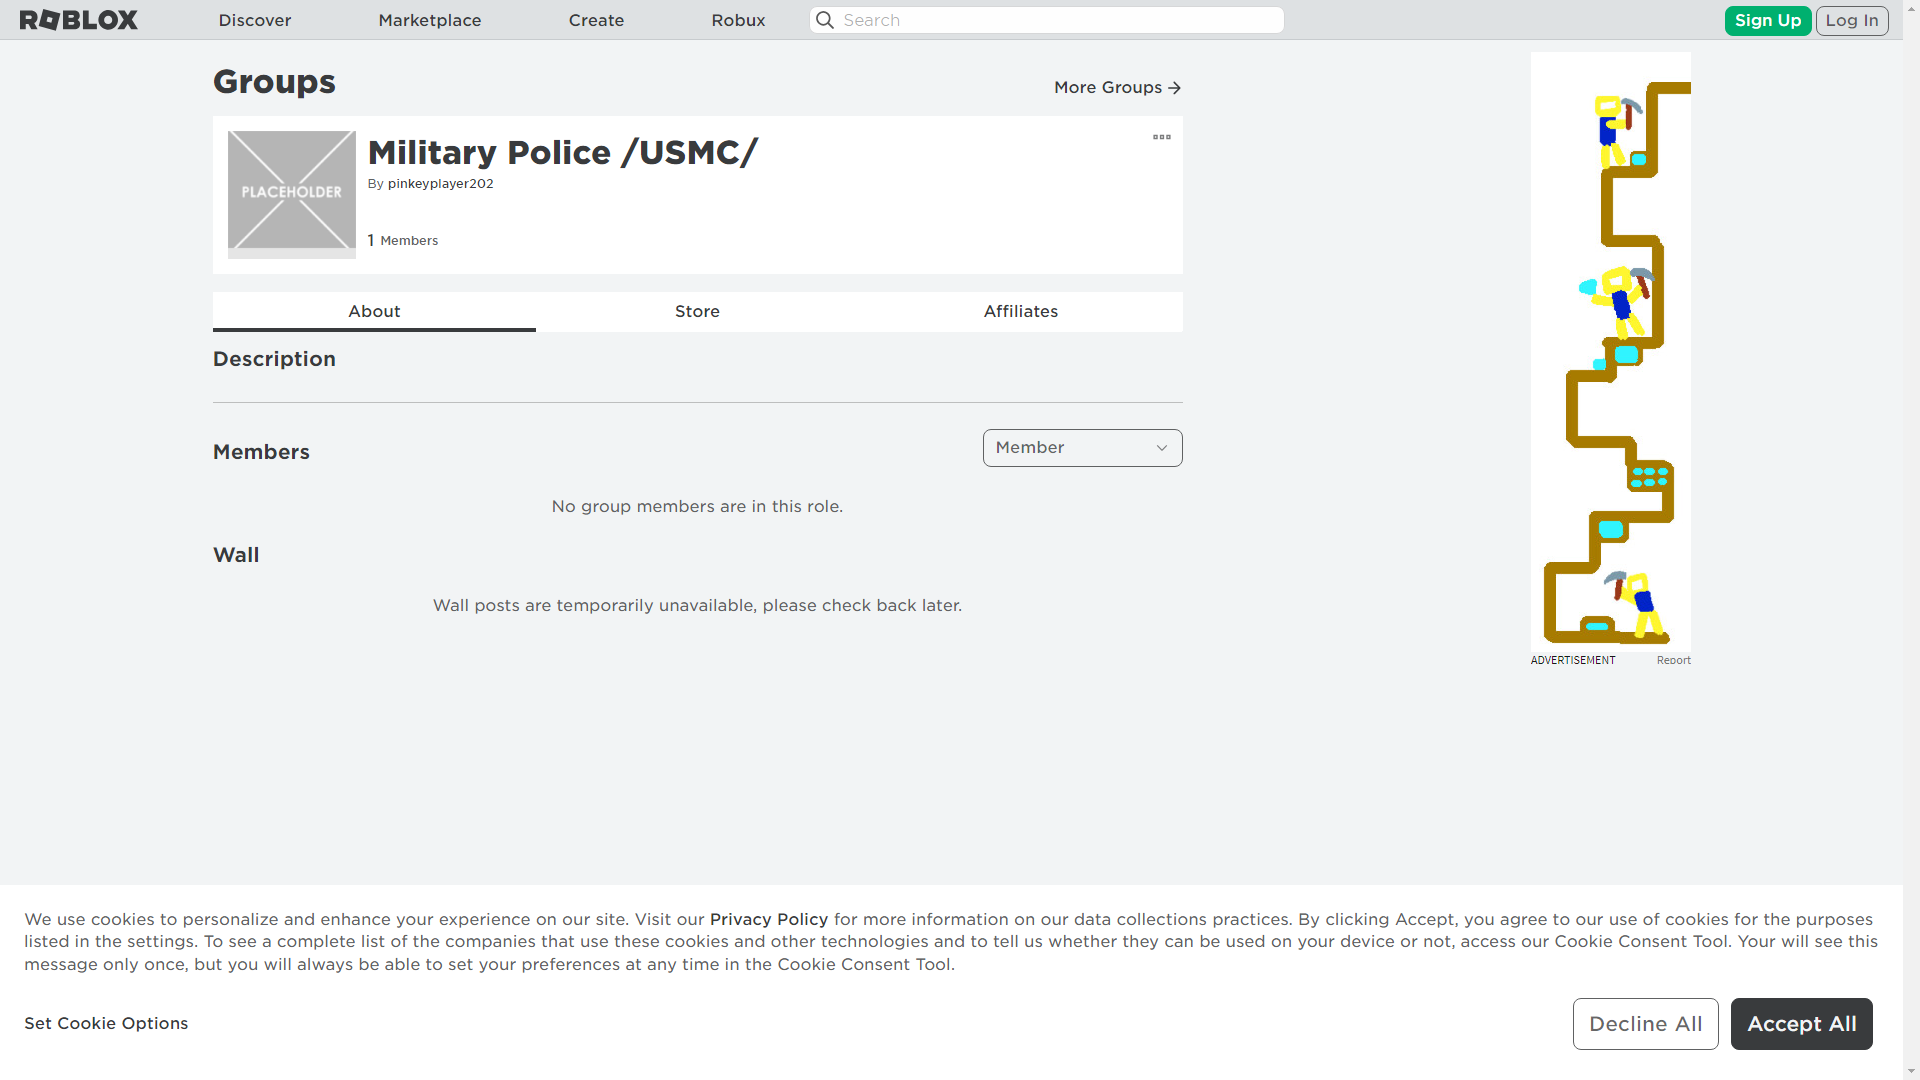 ROBLOX
Discover
Marketplace
Create
Robux
Search
Sign Up
Log In
Groups
More Groups
PLACEHOLDER
Military Police /USMC/
By pinkeyplayer202
1 Members
About
Store
Affiliates
Description
Members
Member
No group members are in this role.
Wall
Wall posts are temporarily unavailable, please check back later.
ADVERTISEMENT
Report
We use cookies to personalize and enhance your experience on our site. Visit our Privacy Policy for more information on our data collections practices. By clicking Accept, you agree to our use of cookies for the purposes
listed in the settings. To see a complete list of the companies that use these cookies and other technologies and to tell us whether they can be used on your device or not, access our Cookie Consent Tool. Your will see this
message only once, but you will always be able to set your preferences at any time in the Cookie Consent Tool.
Set Cookie Options
Decline All
Accept All